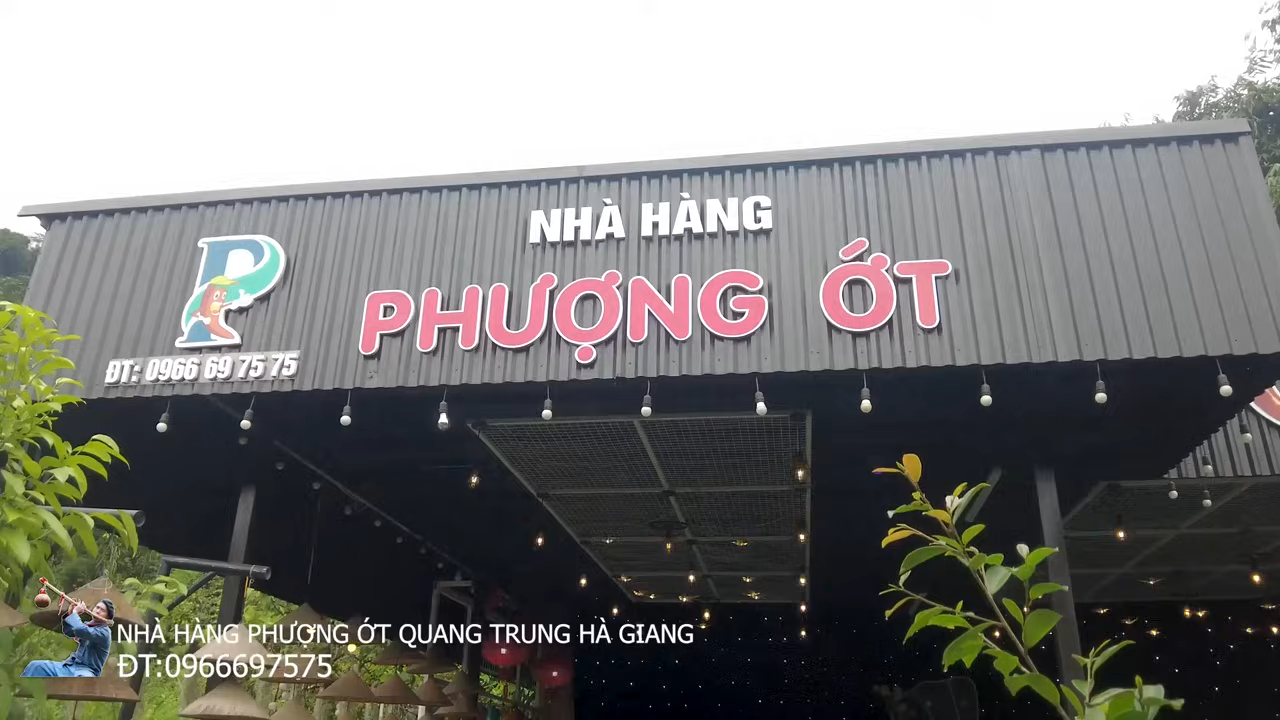 NHÀ HÀNG
PHƯỢNG ỚT
P
ĐT: 0966 69 75 75
NHÀ HÀNG PHƯỢNG ỚT QUANG TRUNG HÀ GIANG
ĐT:0966697575